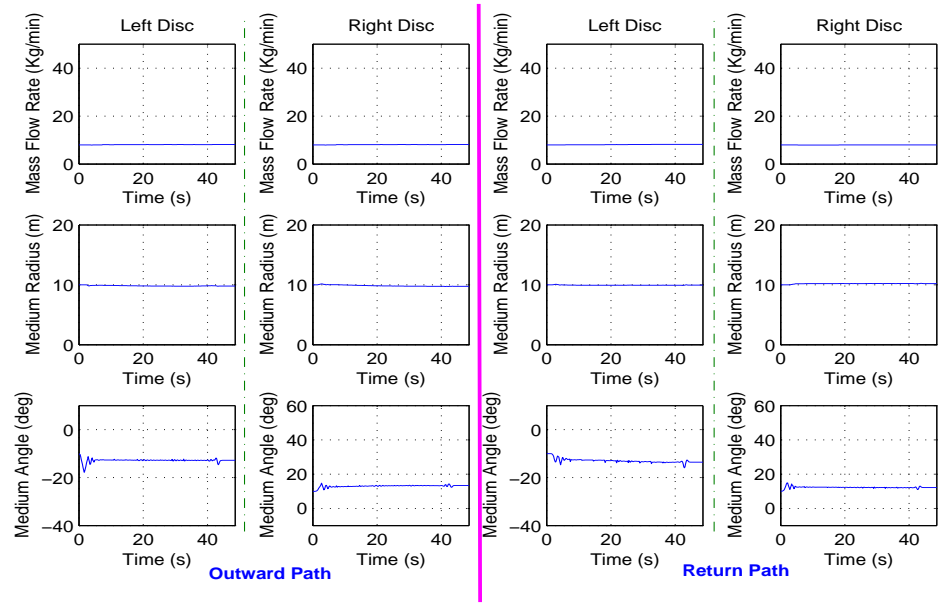 Left Disc
Right Disc
Left Disc
Right Disc
Mass Flow Rate (Kg/min)
40
20
0
0 20 40
Time (s)
Mass Flow Rate (Kg/min)
40
20
0
0 20 40
Time (s)
Mass Flow Rate (Kg/min)
40
20
0
0 20 40
Time (s)
Mass Flow Rate (Kg/min)
40
20
0
0 20 40
Time (s)
Medium Radius (m)
20
10
0
0 20 40
Time (s)
Medium Radius (m)
20
10
0
0 20 40
Time (s)
Medium Radius (m)
20
10
0
0 20 40
Time (s)
Medium Radius (m)
20
10
0
0 20 40
Time (s)
Medium Angle (deg)
0
−20
−40
0 20 40
Time (s)
Medium Angle (deg)
60
40
20
0
0 20 40
Time (s)
Medium Angle (deg)
0
−20
−40
0 20 40
Time (s)
Medium Angle (deg)
60
40
20
0
0 20 40
Time (s)
Outward Path
Return Path